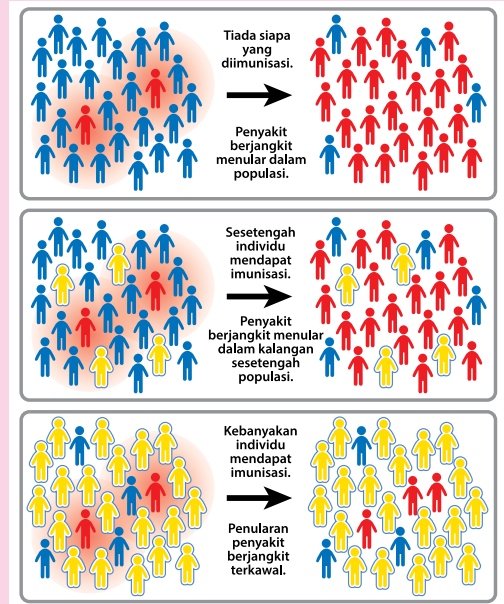 Tiada siapa
yang
diimunisasi.
Penyakit
berjangkit
menular dalam
populasi.
Sesetengah
individu
mendapat
imunisasi.
Penyakit
berjangkit menular
dalam kalangan
sesetengah
populasi.
Kebanyakan
individu
mendapat
imunisasi.
Penularan
penyakit
berjangkit
terkawal.